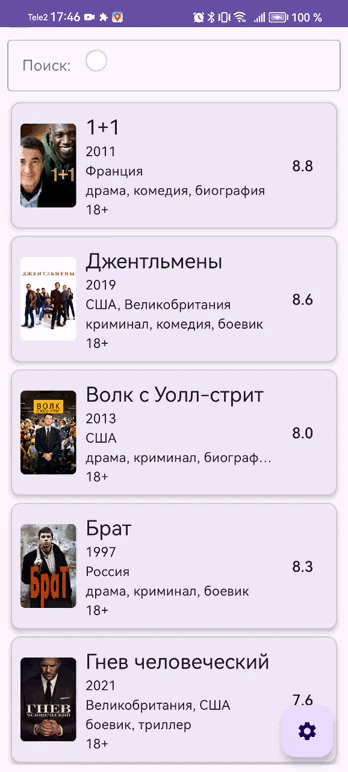 Tele2 17:46 100 %
Поиск:
1+1
2011
Франция
драма, комедия, биография
18+
8.8
1+1
Джентльмены
2019
США, Великобритания
криминал, комедия, боевик
18+
8.6
ДЖЕНТЛЬМЕНЫ
Волк с Уолл-стрит
2013
США
драма, криминал, биограф...
18+
8.0
ВОЛК
Брат
1997
Россия
драма, криминал, боевик
18+
8.3
Брат
Гнев человеческий
2021
Великобритания, США
боевик, триллер
18+
7.6
ГНЕВ
ЧЕЛОВЕЧЕСКИЙ